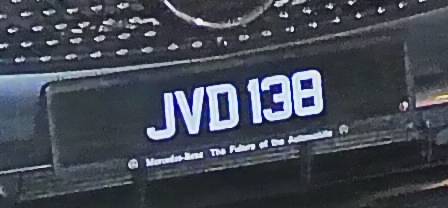 JVD 138
Mercedes-Benz The Future of the Automobile